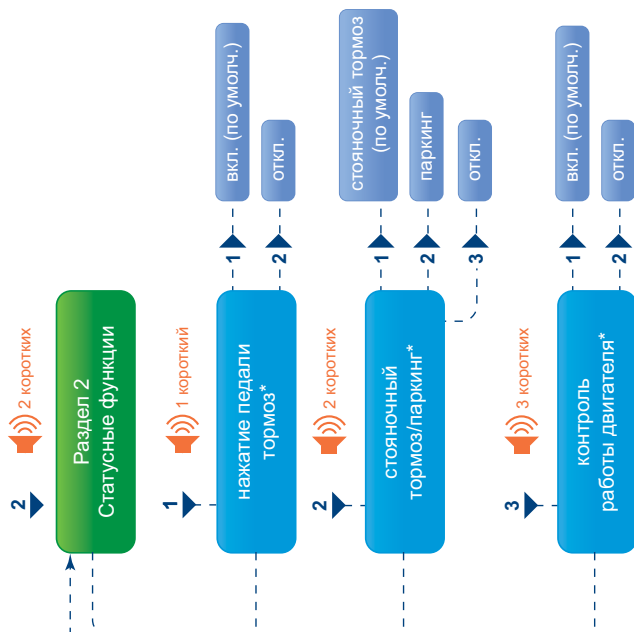 2
2 коротких
Раздел 2
Статусные функции
1
1 короткий
нажатие педали
тормоз*
1
вкл. (по умолч.)
2
откл.
2
2 коротких
стояночный
тормоз/паркинг*
1
стояночный тормоз
(по умолч.)
2
паркинг
3
откл.
3
3 коротких
контроль
работы двигателя*
1
вкл. (по умолч.)
2
откл.